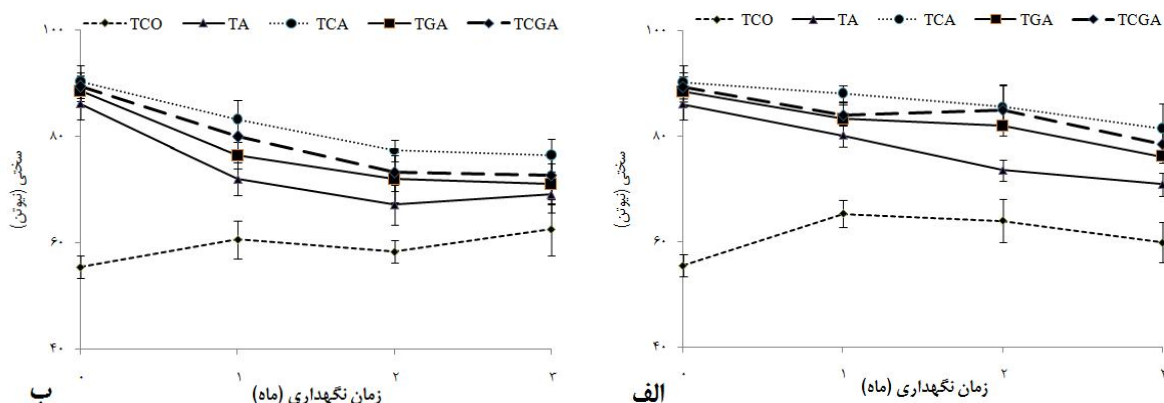 TCO TA TCA TGA TCGA
۱۰۰
۸۰
۶۰
۴۰
سختی (نیوتن)
۰ ۱ ۲ ۳
زمان نگهداری (ماه)
ب
TCO TA TCA TGA TCGA
۱۰۰
۸۰
۶۰
۴۰
سختی (نیوتن)
۰ ۱ ۲
زمان نگهداری (ماه)
الف